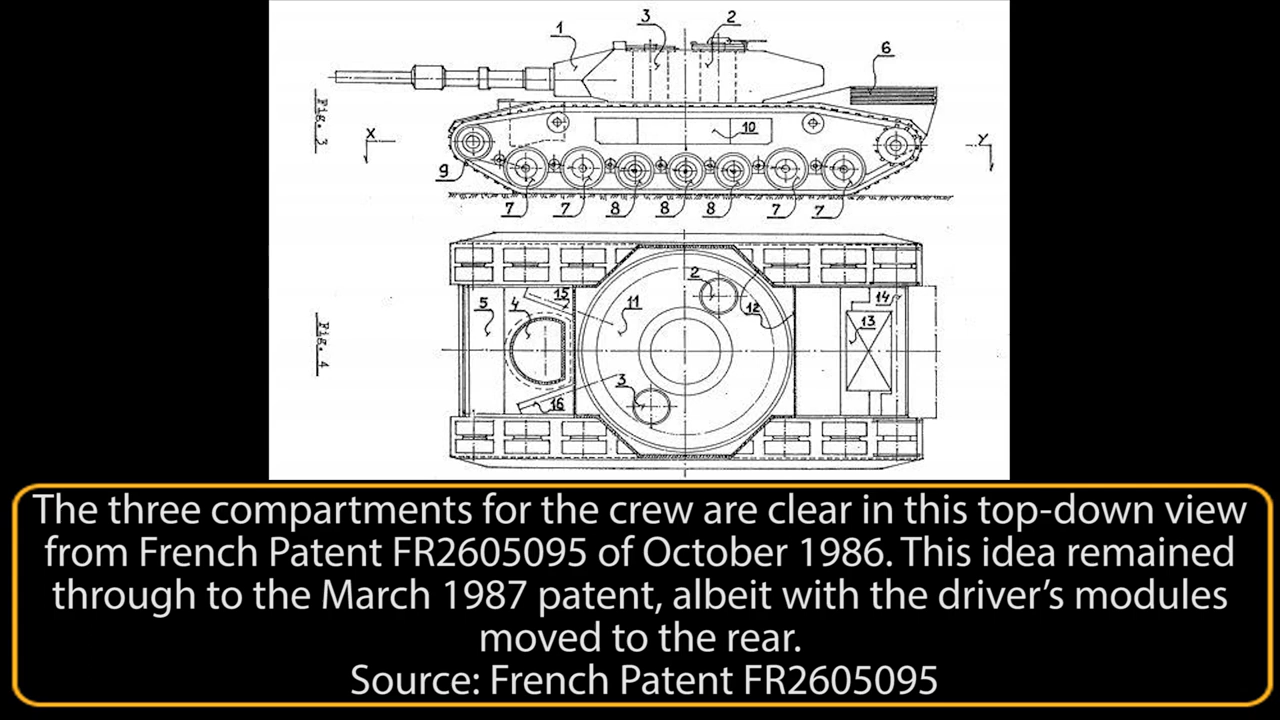 1
3
2
6
Fig. 3
X
10
Y
9
7
7
8
8
8
7
7
2
15
5
4
11
12
14
13
3
16
Fig. 4
The three compartments for the crew are clear in this top-down view
from French Patent FR2605095 of October 1986. This idea remained
through to the March 1987 patent, albeit with the driver’s modules
moved to the rear.
Source: French Patent FR2605095